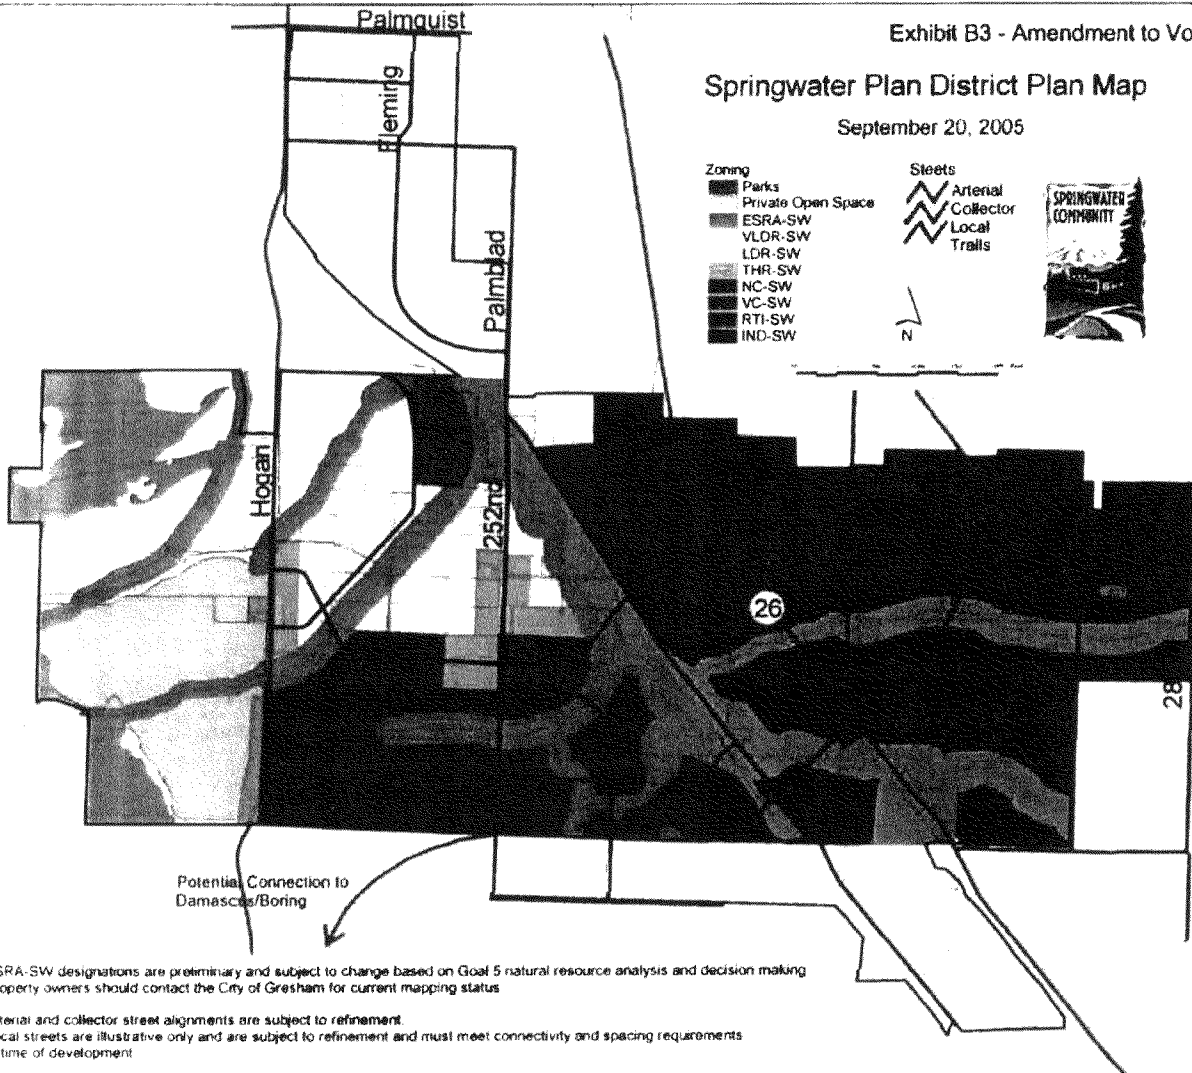 Exhibit B3 - Amendment to Vo
Springwater Plan District Plan Map
September 20, 2005
Zoning
Parks
Private Open Space
ESRA-SW
VLDR-SW
LDR-SW
THR-SW
NC-SW
VC-SW
RTI-SW
IND-SW
Steets
Arterial
Collector
Local
Trails
N
SPRINGWATER
COMMUNITY
Palmquist
Fleming
Palmblad
Hogan
252nd
26
28
Potential Connection to
Damascus/Boring
SRA-SW designations are preliminary and subject to change based on Goal 5 natural resource analysis and decision making
operty owners should contact the City of Gresham for current mapping status
terial and collector street alignments are subject to refinement.
cal streets are illustrative only and are subject to refinement and must meet connectivity and spacing requirements
time of development